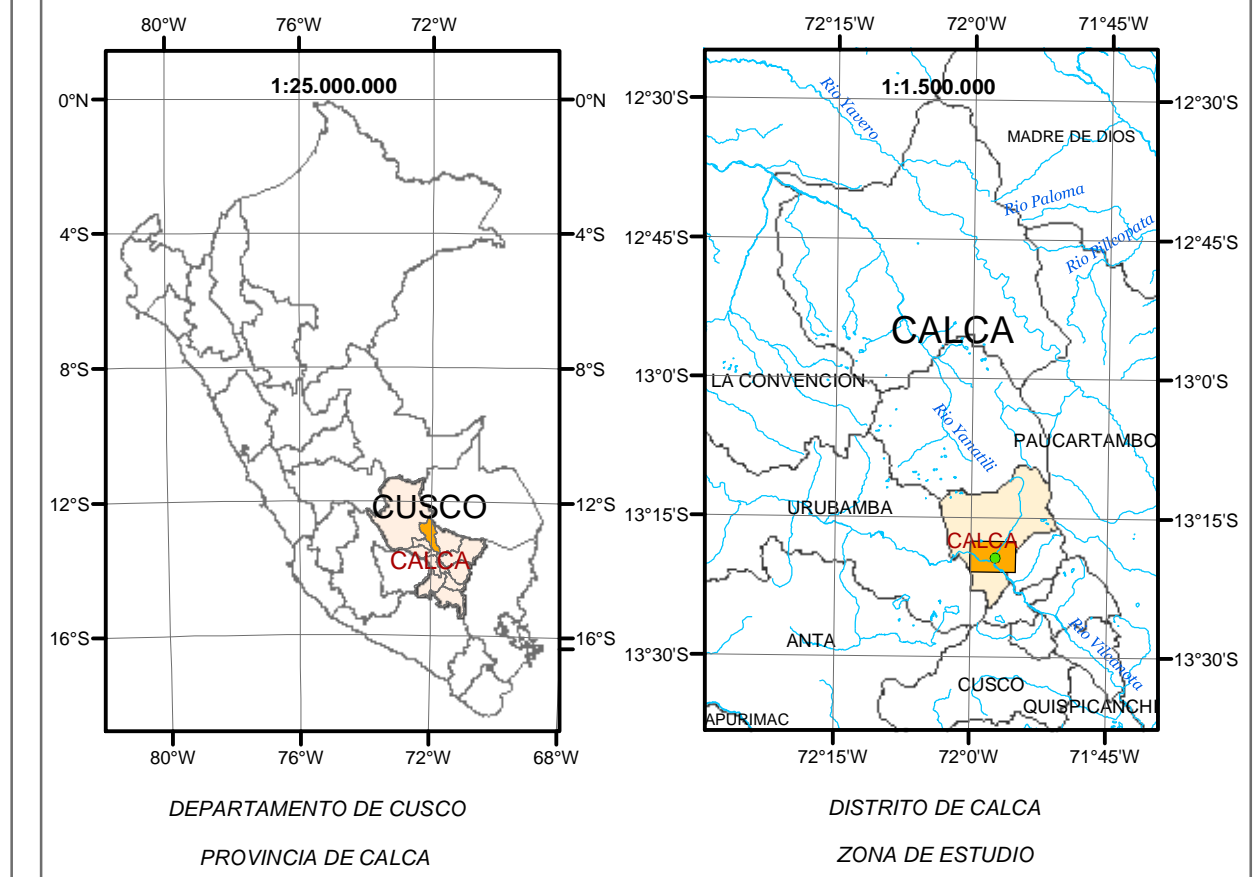 80°W 76°W 72°W
1:25.000.000
0°N 0°N
4°S 4°S
8°S 8°S
12°S 12°S
CUSCO
CALCA
16°S 16°S
80°W 76°W 72°W 68°W
DEPARTAMENTO DE CUSCO
PROVINCIA DE CALCA
72°15'W 72°0'W 71°45'W
1:1.500.000
12°30'S 12°30'S
Rio Yavero
MADRE DE DIOS
Rio Paloma
Rio Pillcopata
12°45'S 12°45'S
CALCA
13°0'S 13°0'S
LA CONVENCION
Rio Yanatili
PAUCARTAMBO
URUBAMBA
13°15'S 13°15'S
CALCA
ANTA
Rio Vilcanota
13°30'S 13°30'S
CUSCO
QUISPICANCHI
APURIMAC
72°15'W 72°0'W 71°45'W
DISTRITO DE CALCA
ZONA DE ESTUDIO